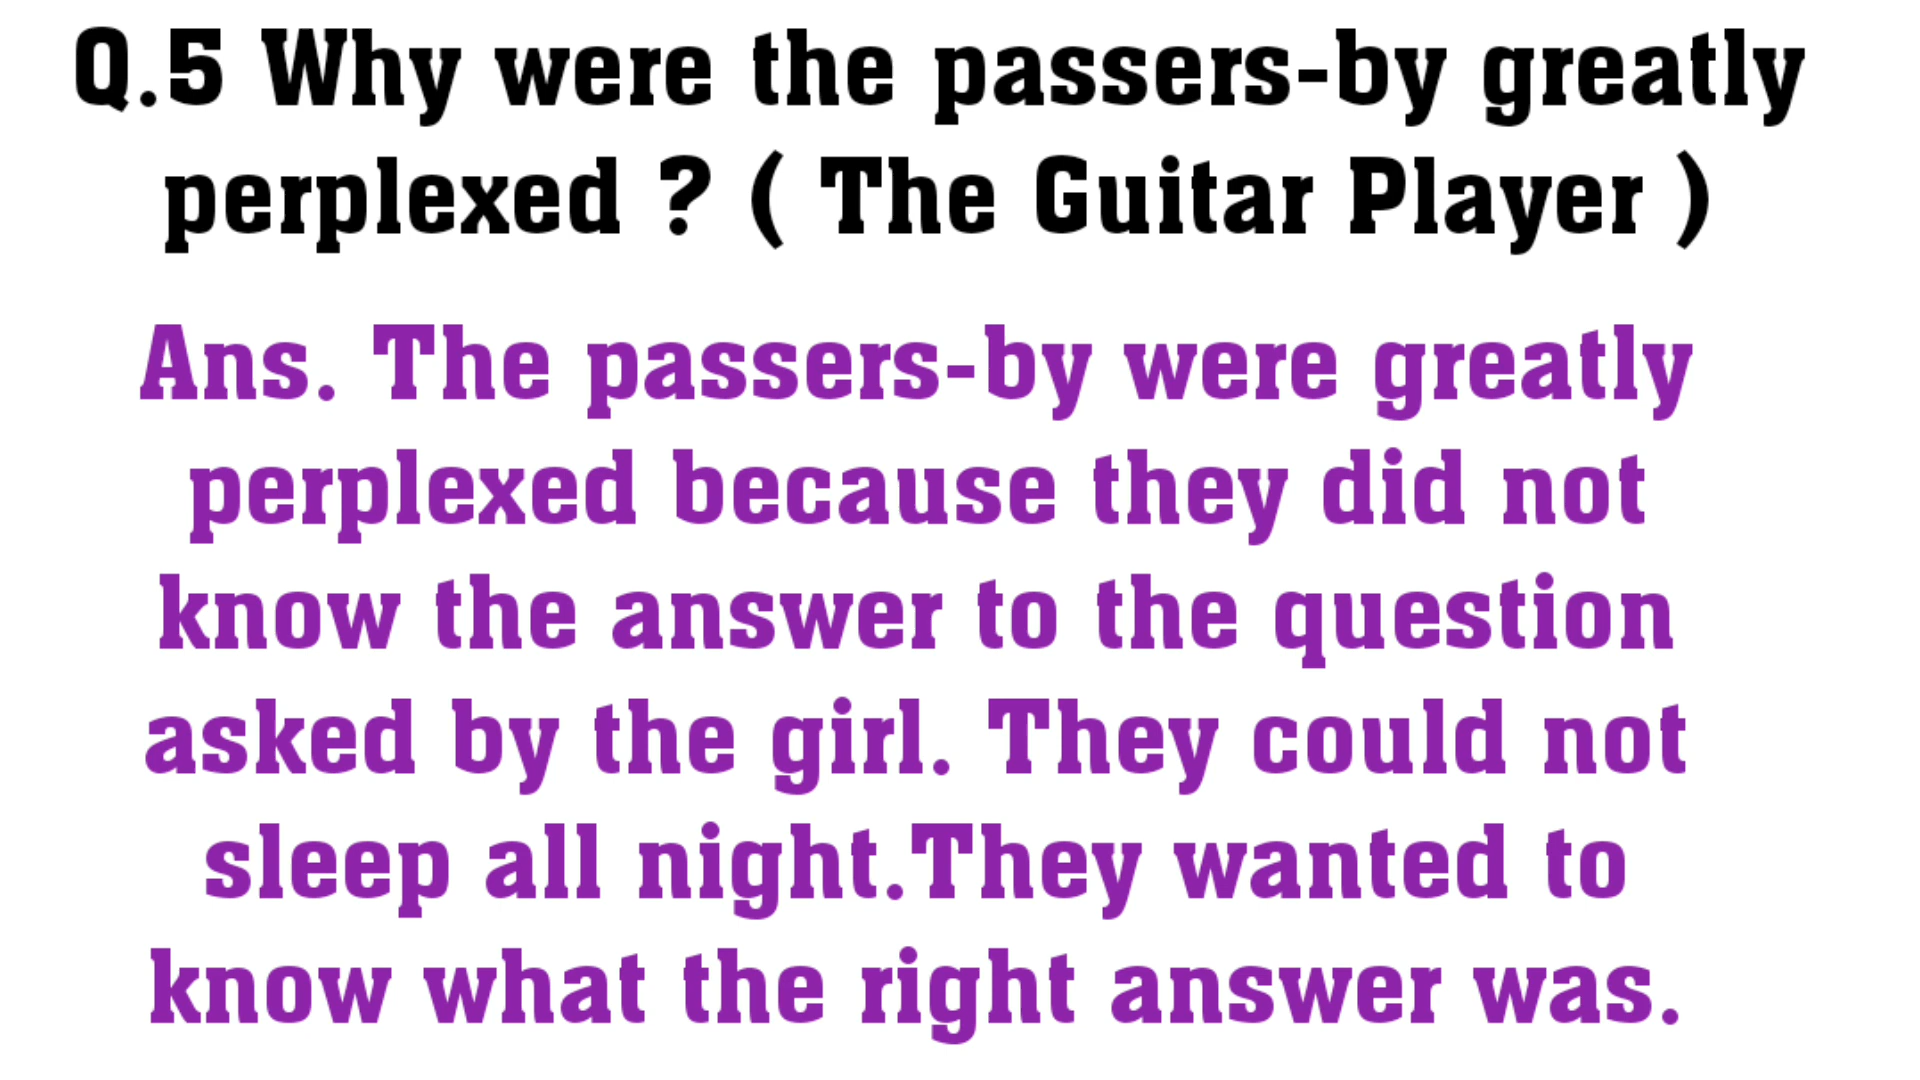 Q.5 Why were the passers-by greatly
perplexed ? ( The Guitar Player )
Ans. The passers-by were greatly
perplexed because they did not
know the answer to the question
asked by the girl. They could not
sleep all night.They wanted to
know what the right answer was.